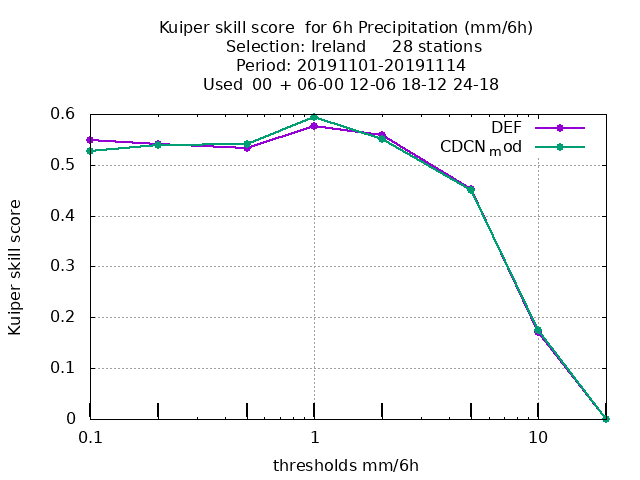 Kuiper skill score  for 6h Precipitation (mm/6h)
Selection: Ireland     28 stations
Period: 20191101-20191114
Used  00  + 06-00 12-06 18-12 24-18
DEF
CDCNmod
0.6
0.5
0.4
0.3
0.2
0.1
0
Kuiper skill score
0.1
1
10
thresholds mm/6h